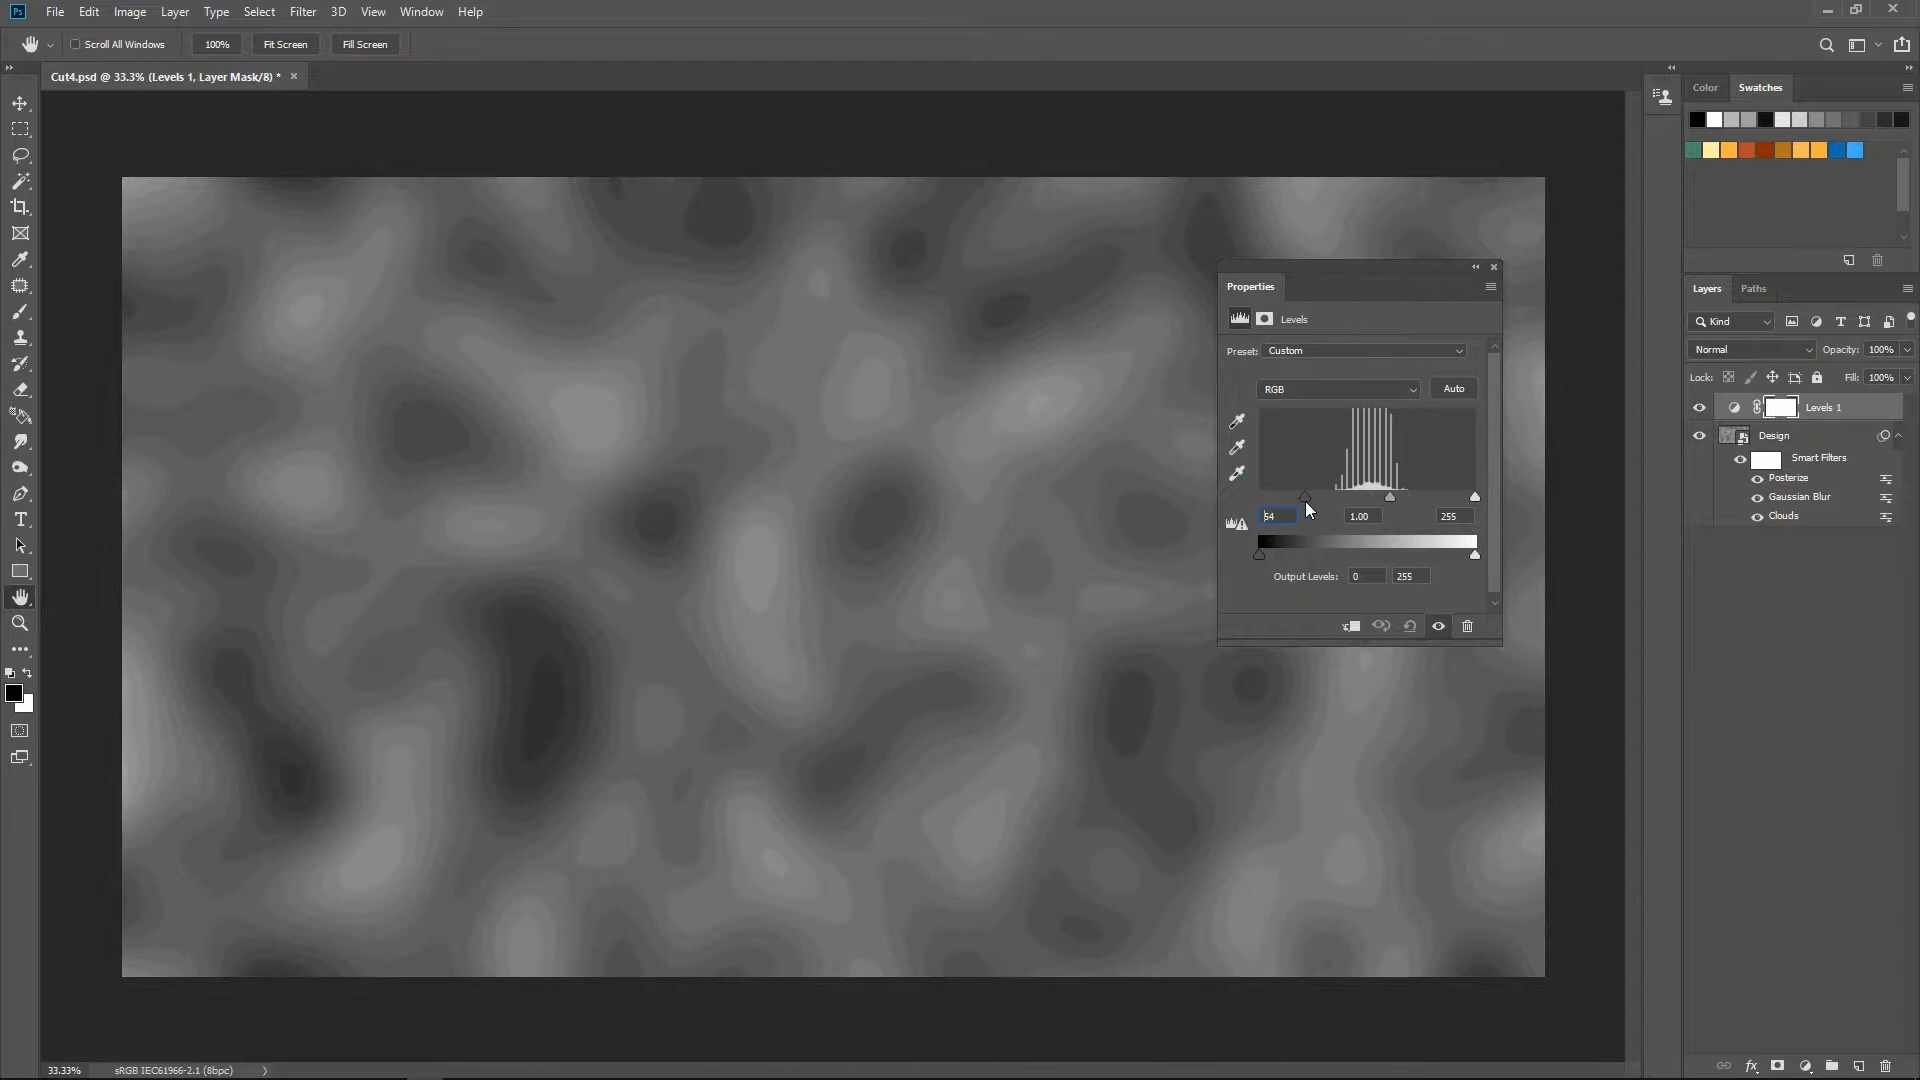 Ps File Edit Image Layer Type Select Filter 3D View Window Help
Scroll All Windows 100% Fit Screen Fill Screen
Cut4.psd @ 33.3% (Levels 1, Layer Mask/8) *
Color Swatches
Properties
Levels
Preset: Custom
RGB Auto
54 1.00 255
Output Levels: 0 255
Layers Paths
Kind
Normal Opacity: 100%
Lock: Fill: 100%
Levels 1
Design
Smart Filters
Posterize
Gaussian Blur
Clouds
33.33% sRGB IEC61966-2.1 (8bpc)